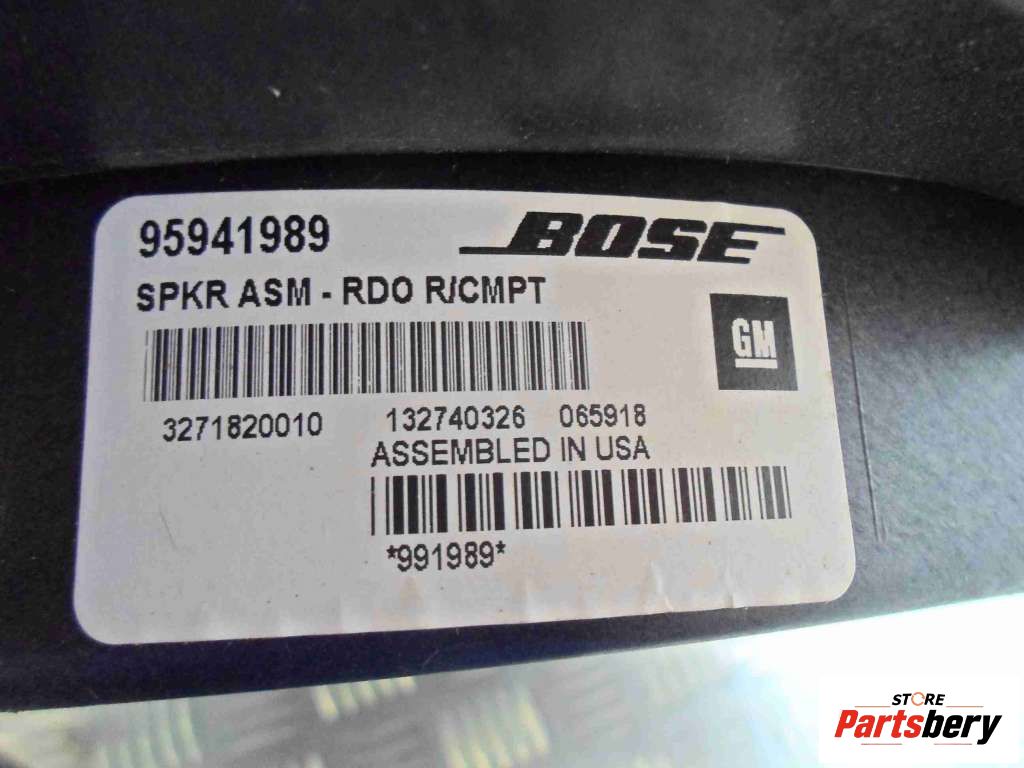 95941989 BOSE
SPKR ASM - RDO R/CMPT
GM
3271820010 132740326 065918
ASSEMBLED IN USA
*991989*
STORE
Partsbery